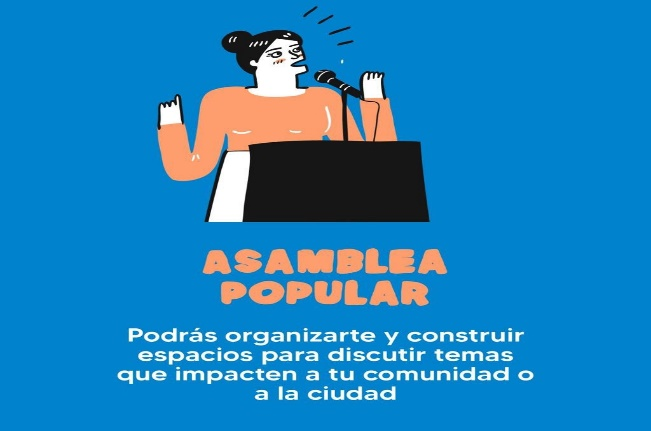 ASAMBLEA
POPULAR
Podrás organizarte y construir
espacios para discutir temas
que impacten a tu comunidad o
a la ciudad